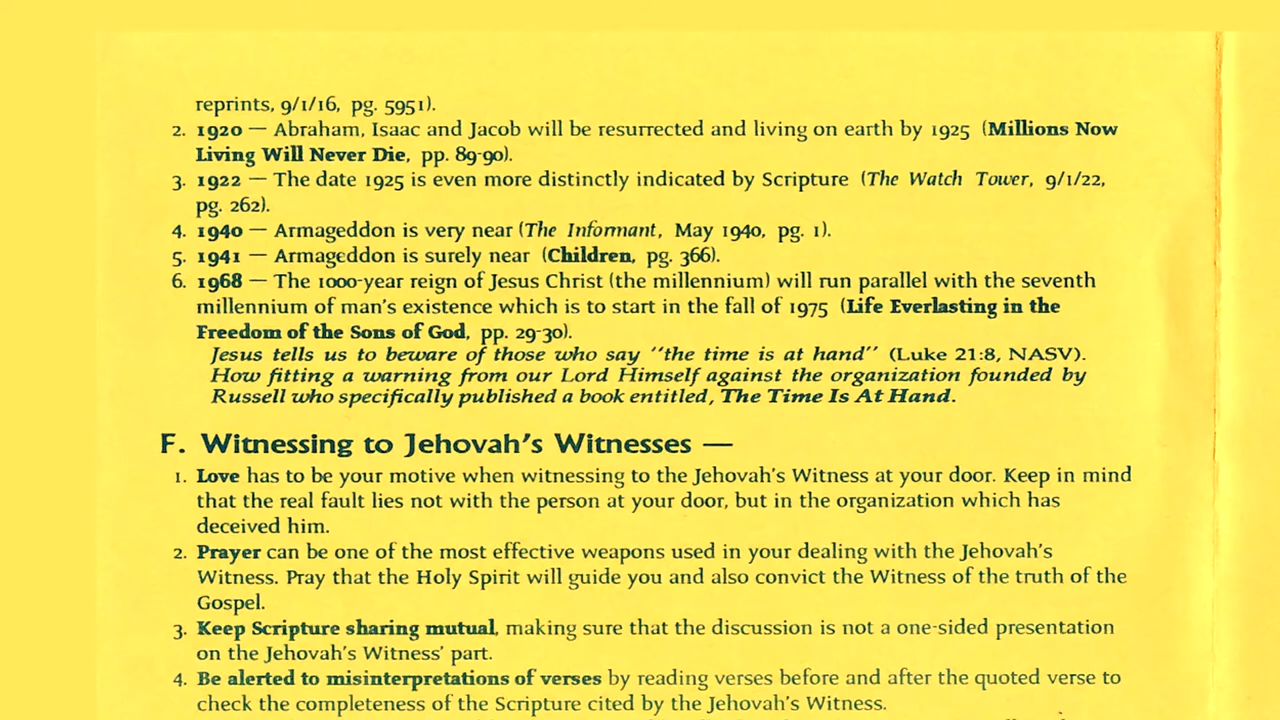 reprints, 9/1/16, pg. 5951).
2. 1920 — Abraham, Isaac and Jacob will be resurrected and living on earth by 1925 (Millions Now
Living Will Never Die, pp. 89-90).
3. 1922 — The date 1925 is even more distinctly indicated by Scripture (The Watch Tower, 9/1/22,
pg. 262).
4. 1940 — Armageddon is very near (The Informant, May 1940, pg. 1).
5. 1941 — Armageddon is surely near (Children, pg. 366).
6. 1968 — The 1000-year reign of Jesus Christ (the millennium) will run parallel with the seventh
millennium of man's existence which is to start in the fall of 1975 (Life Everlasting in the
Freedom of the Sons of God, pp. 29-30).
Jesus tells us to beware of those who say "the time is at hand" (Luke 21:8, NASV).
How fitting a warning from our Lord Himself against the organization founded by
Russell who specifically published a book entitled, The Time Is At Hand.
F. Witnessing to Jehovah's Witnesses —
1. Love has to be your motive when witnessing to the Jehovah's Witness at your door. Keep in mind
that the real fault lies not with the person at your door, but in the organization which has
deceived him.
2. Prayer can be one of the most effective weapons used in your dealing with the Jehovah's
Witness. Pray that the Holy Spirit will guide you and also convict the Witness of the truth of the
Gospel.
3. Keep Scripture sharing mutual, making sure that the discussion is not a one-sided presentation
on the Jehovah's Witness' part.
4. Be alerted to misinterpretations of verses by reading verses before and after the quoted verse to
check the completeness of the Scripture cited by the Jehovah's Witness.